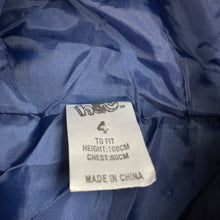 4
TO FIT
HEIGHT:108CM
CHEST:60CM
MADE IN CHINA